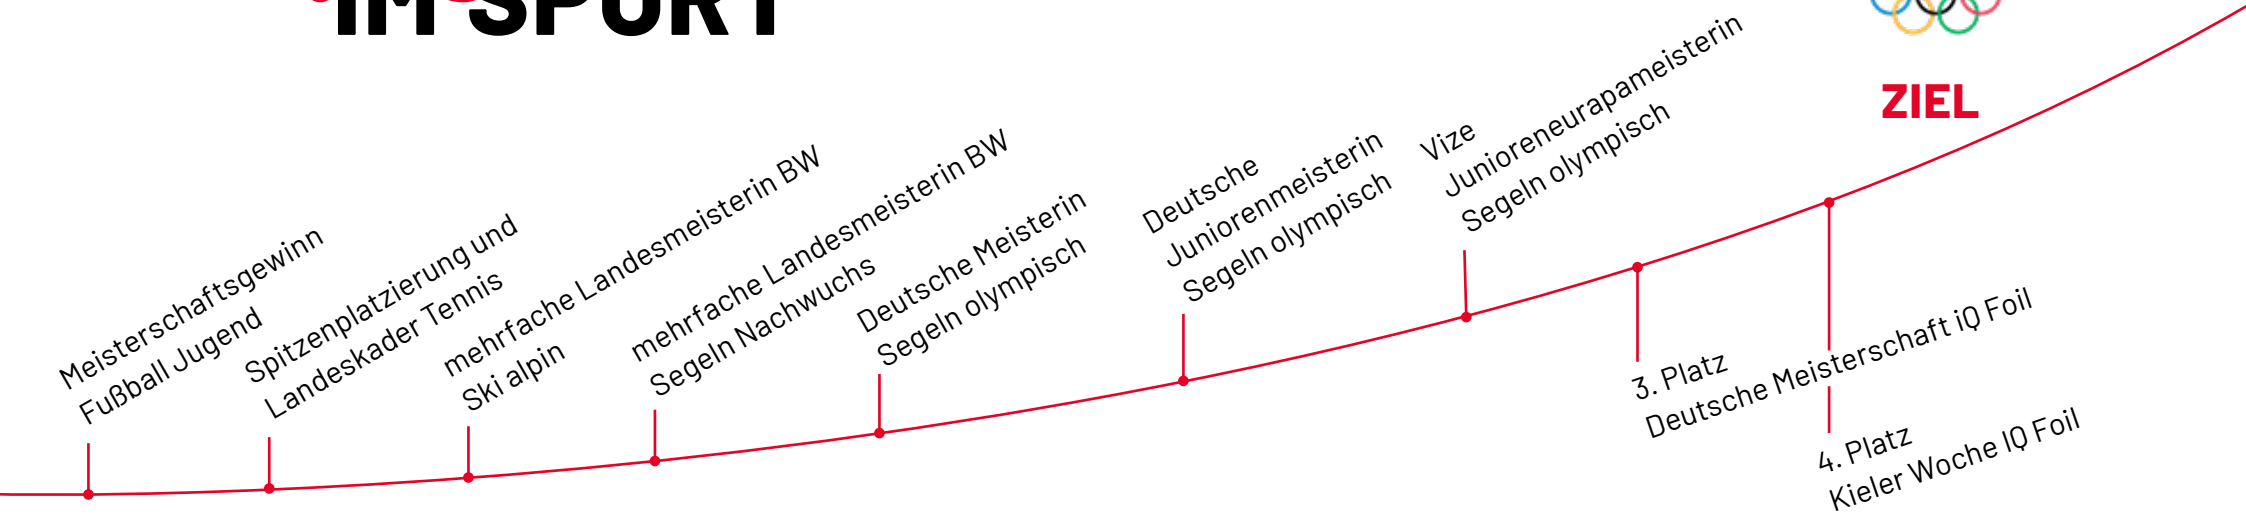 IM SPORT
Meisterschaftsgewinn
Fußball Jugend
Spitzenplatzierung und
Landeskader Tennis
mehrfache Landesmeisterin BW
Ski alpin
mehrfache Landesmeisterin BW
Segeln Nachwuchs
Deutsche Meisterin
Segeln olympisch
Deutsche
Juniorenmeisterin
Segeln olympisch
Vize
Junioreneurapameisterin
Segeln olympisch
ZIEL
3. Platz
Deutsche Meisterschaft iQ Foil
4. Platz
Kieler Woche IQ Foil